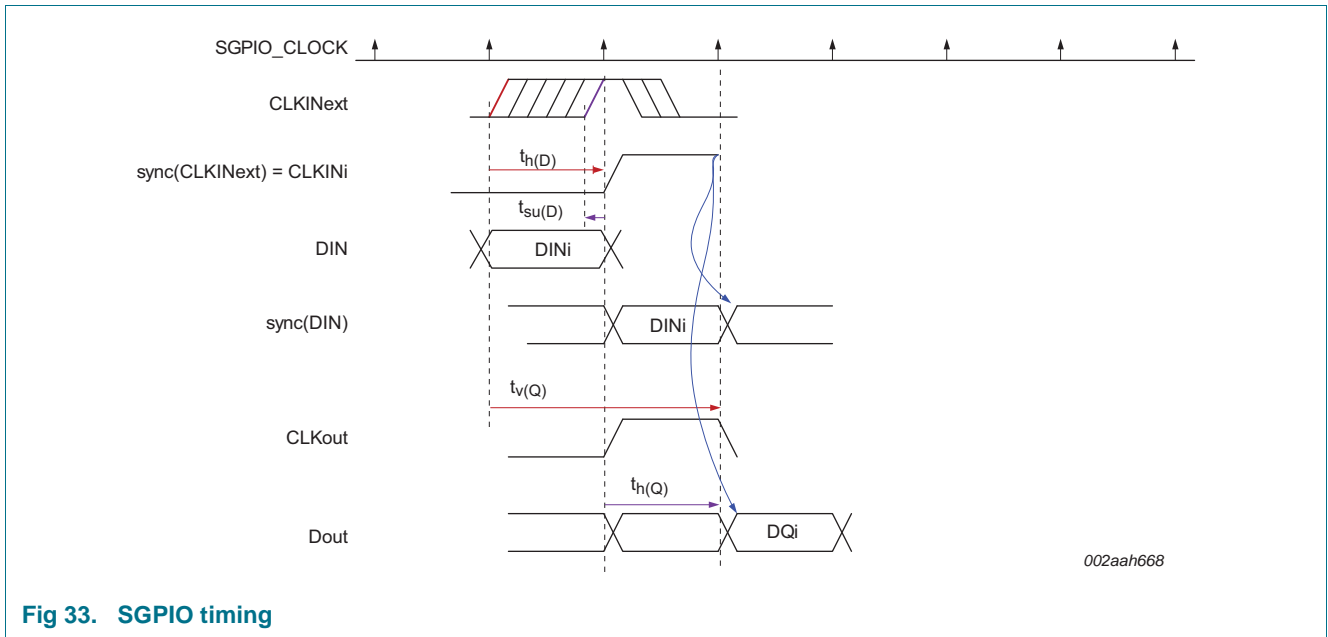 SGPIO_CLOCK
CLKINext
sync(CLKINext) = CLKINi
th(D)
tsu(D)
DIN
DINi
sync(DIN)
DINi
tv(Q)
CLKout
th(Q)
Dout
DQi
002aah668
Fig 33. SGPIO timing